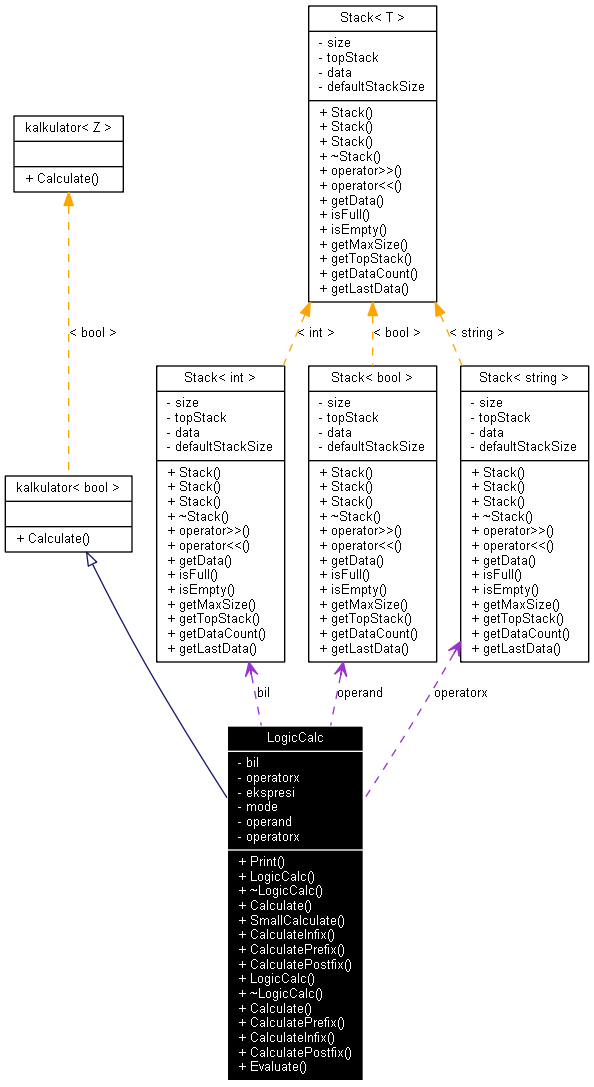 Stack< T >
- size
- topStack
- data
- defaultStackSize
+ Stack()
+ Stack()
+ Stack()
+ ~Stack()
+ operator>>()
+ operator<<()
+ getData()
+ isFull()
+ isEmpty()
+ getMaxSize()
+ getTopStack()
+ getDataCount()
+ getLastData()
kalkulator< Z >
+ Calculate()
< bool >
< int >
< bool >
< string >
kalkulator< bool >
+ Calculate()
Stack< int >
- size
- topStack
- data
- defaultStackSize
+ Stack()
+ Stack()
+ Stack()
+ ~Stack()
+ operator>>()
+ operator<<()
+ getData()
+ isFull()
+ isEmpty()
+ getMaxSize()
+ getTopStack()
+ getDataCount()
+ getLastData()
Stack< bool >
- size
- topStack
- data
- defaultStackSize
+ Stack()
+ Stack()
+ Stack()
+ ~Stack()
+ operator>>()
+ operator<<()
+ getData()
+ isFull()
+ isEmpty()
+ getMaxSize()
+ getTopStack()
+ getDataCount()
+ getLastData()
Stack< string >
- size
- topStack
- data
- defaultStackSize
+ Stack()
+ Stack()
+ Stack()
+ ~Stack()
+ operator>>()
+ operator<<()
+ getData()
+ isFull()
+ isEmpty()
+ getMaxSize()
+ getTopStack()
+ getDataCount()
+ getLastData()
bil
operand
operatorx
LogicCalc
- bil
- operatorx
- ekspresi
- mode
- operand
- operatorx
+ Print()
+ LogicCalc()
+ ~LogicCalc()
+ Calculate()
+ SmallCalculate()
+ CalculateInfix()
+ CalculatePrefix()
+ CalculatePostfix()
+ LogicCalc()
+ ~LogicCalc()
+ Calculate()
+ CalculatePrefix()
+ CalculateInfix()
+ CalculatePostfix()
+ Evaluate()